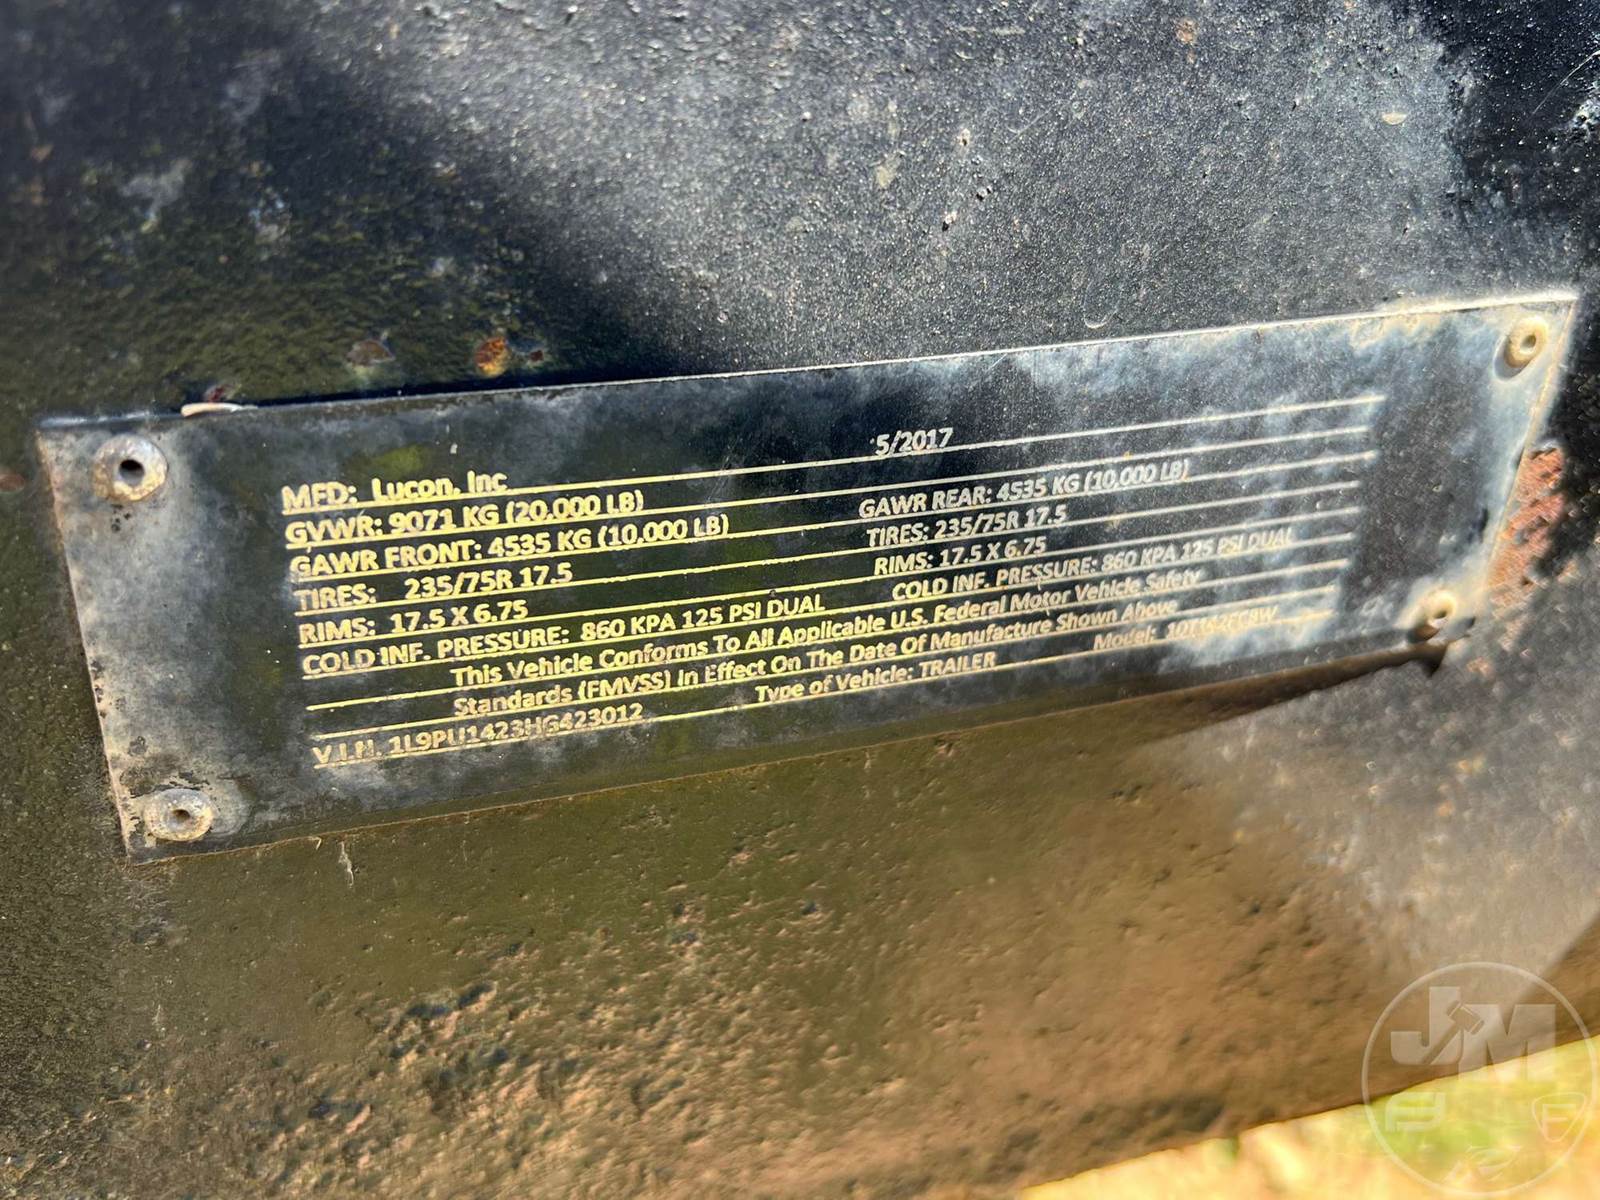 MFD: Lucon, Inc 5/2017
GVWR: 9071 KG (20,000 LB)
GAWR FRONT: 4535 KG (10,000 LB) GAWR REAR: 4535 KG (10,000 LB)
TIRES: 235/75R 17.5 TIRES: 235/75R 17.5
RIMS: 17.5 X 6.75 RIMS: 17.5 X 6.75
COLD INF. PRESSURE: 860 KPA 125 PSI DUAL COLD INF. PRESSURE: 860 KPA 125 PSI DUAL
This Vehicle Conforms To All Applicable U.S. Federal Motor Vehicle Safety
Standards (FMVSS) In Effect On The Date Of Manufacture Shown Above
V.I.N. 1L9PU1423HG423012 Type of Vehicle: TRAILER Model:
JM